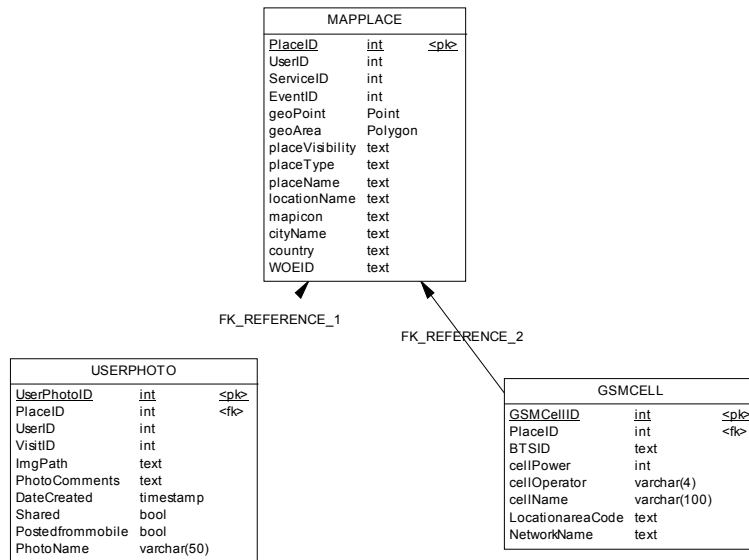 MAPPLACE
PlaceID int <pk>
UserID int
ServiceID int
EventID int
geoPoint Point
geoArea Polygon
placeVisibility text
placeType text
placeName text
locationName text
mapicon text
cityName text
country text
WOEID text
FK_REFERENCE_1
FK_REFERENCE_2
USERPHOTO
UserPhotoID int <pk>
PlaceID int <fk>
UserID int
VisitID int
ImgPath text
PhotoComments text
DateCreated timestamp
Shared bool
Postedfrommobile bool
PhotoName varchar(50)
GSMCELL
GSMCellID int <pk>
PlaceID int <fk>
BTSID text
cellPower int
cellOperator varchar(4)
cellName varchar(100)
LocationareaCode text
NetworkName text